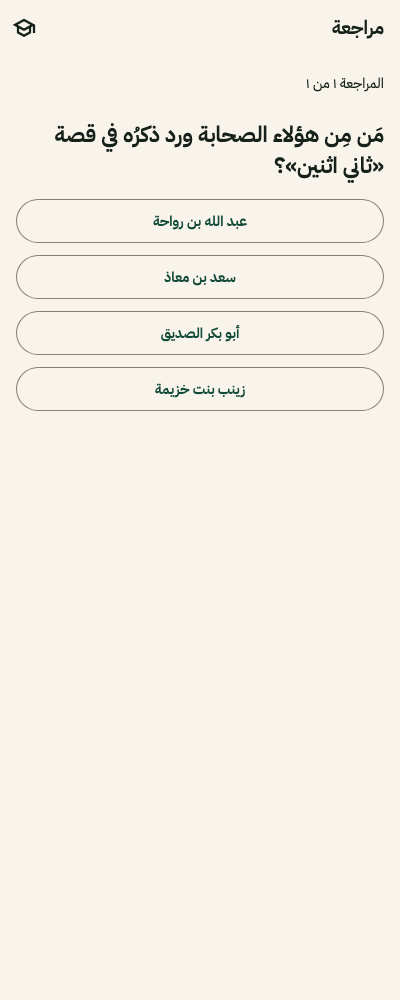 مراجعة
المراجعة ١ من ١
مَن مِن هؤلاء الصحابة ورد ذكرُه في قصة
«ثاني اثنين»؟
عبد الله بن رواحة
سعد بن معاذ
أبو بكر الصديق
زينب بنت خزيمة